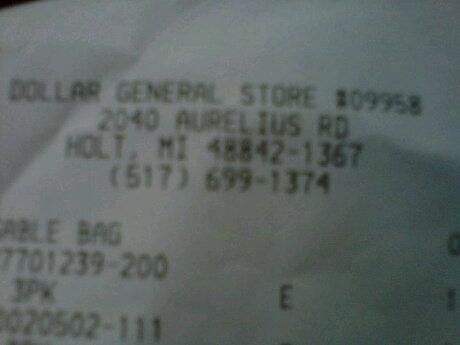 DOLLAR GENERAL STORE #09958
2040 AURELIUS RD
HOLT, MI 48842-1367
(517) 699-1374
BAG
7701239-200
3PK E
0020502-111